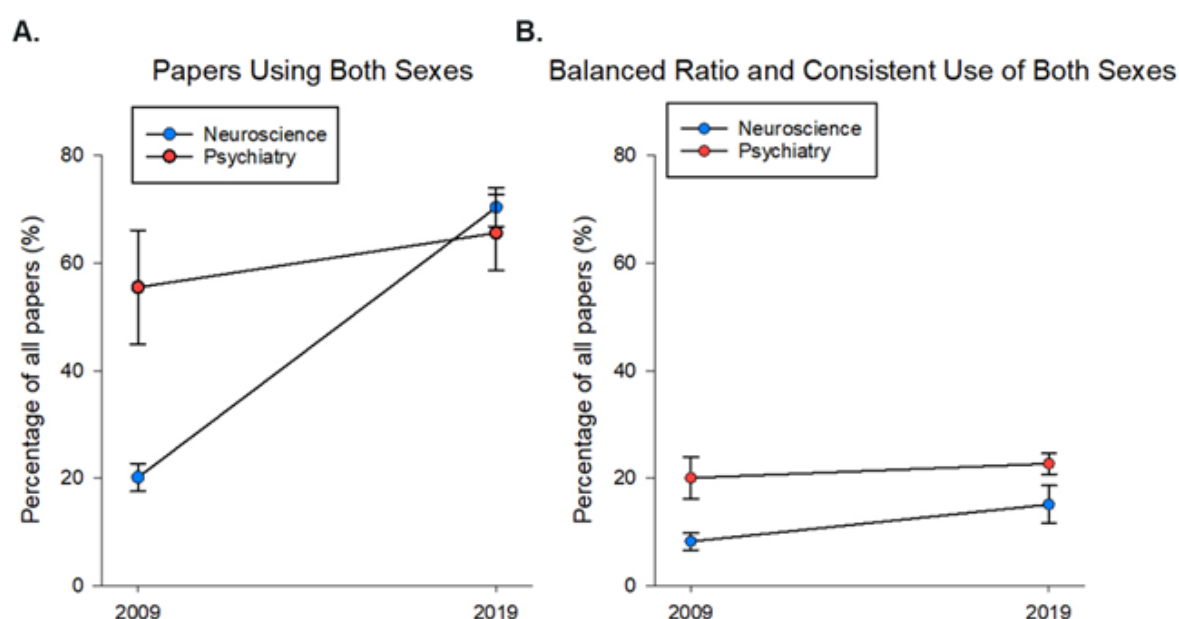 A.
Papers Using Both Sexes
Neuroscience
Psychiatry
Percentage of all papers (%)
80
60
40
20
0
2009
2019
B.
Balanced Ratio and Consistent Use of Both Sexes
Neuroscience
Psychiatry
Percentage of all papers (%)
80
60
40
20
0
2009
2019